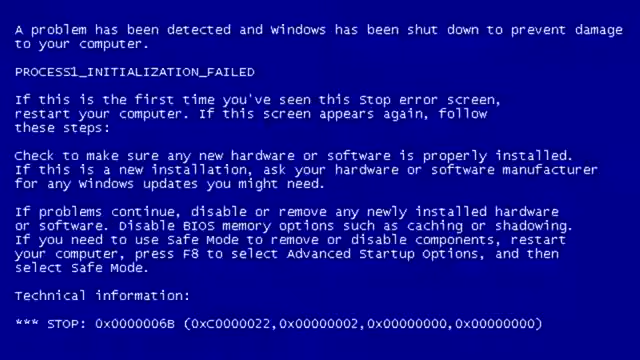 A problem has been detected and Windows has been shut down to prevent damage
to your computer.
PROCESS1_INITIALIZATION_FAILED
If this is the first time you've seen this Stop error screen,
restart your computer. If this screen appears again, follow
these steps:
Check to make sure any new hardware or software is properly installed.
If this is a new installation, ask your hardware or software manufacturer
for any Windows updates you might need.
If problems continue, disable or remove any newly installed hardware
or software. Disable BIOS memory options such as caching or shadowing.
If you need to use Safe Mode to remove or disable components, restart
your computer, press F8 to select Advanced Startup Options, and then
select Safe Mode.
Technical information:
*** STOP: 0x0000006B (0xC0000022,0x00000002,0x00000000,0x00000000)